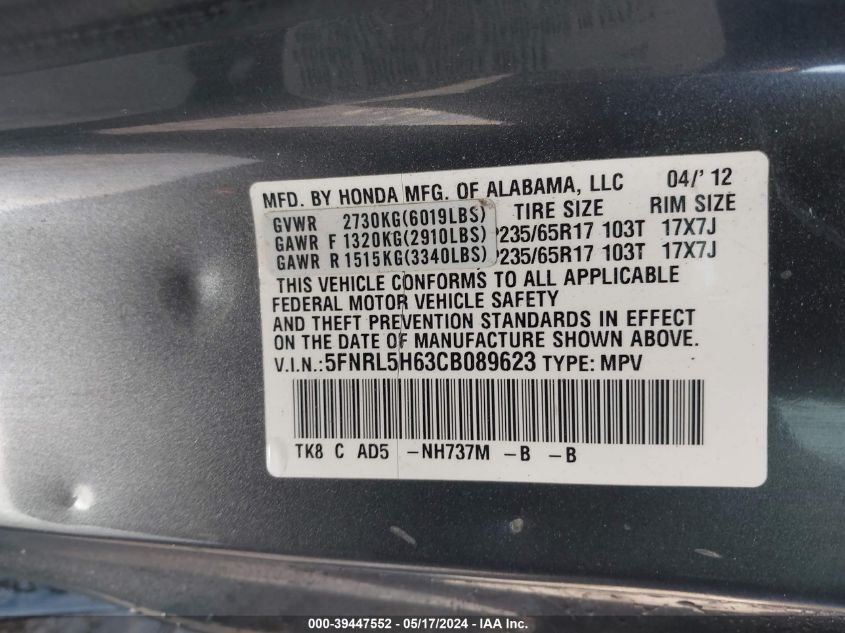 MFD. BY HONDA MFG. OF ALABAMA, LLC 04/'12
GVWR 2730KG(6019LBS) TIRE SIZE RIM SIZE
GAWR F 1320KG(2910LBS) P235/65R17 103T 17X7J
GAWR R 1515KG(3340LBS) P235/65R17 103T 17X7J
THIS VEHICLE CONFORMS TO ALL APPLICABLE
FEDERAL MOTOR VEHICLE SAFETY
AND THEFT PREVENTION STANDARDS IN EFFECT
ON THE DATE OF MANUFACTURE SHOWN ABOVE.
V.I.N.: 5FNRL5H63CB089623 TYPE: MPV
TK8 C AD5 -NH737M -B -B
000-39447552 - 05/17/2024 - IAA Inc.